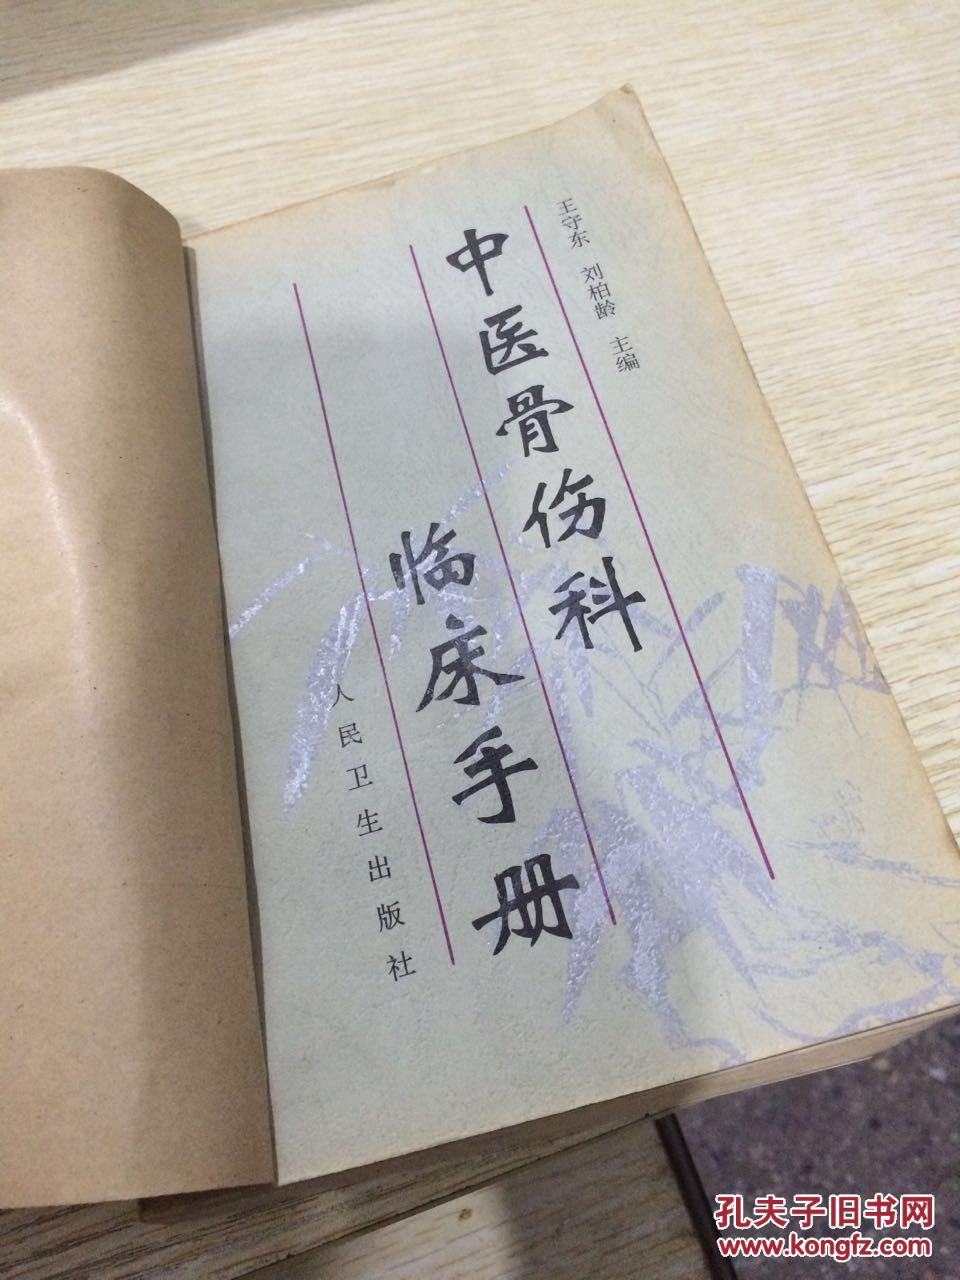 王守东 刘柏龄 主编
中医骨伤科
临床手册
人民卫生出版社
孔夫子旧书网
www.kongfz.com